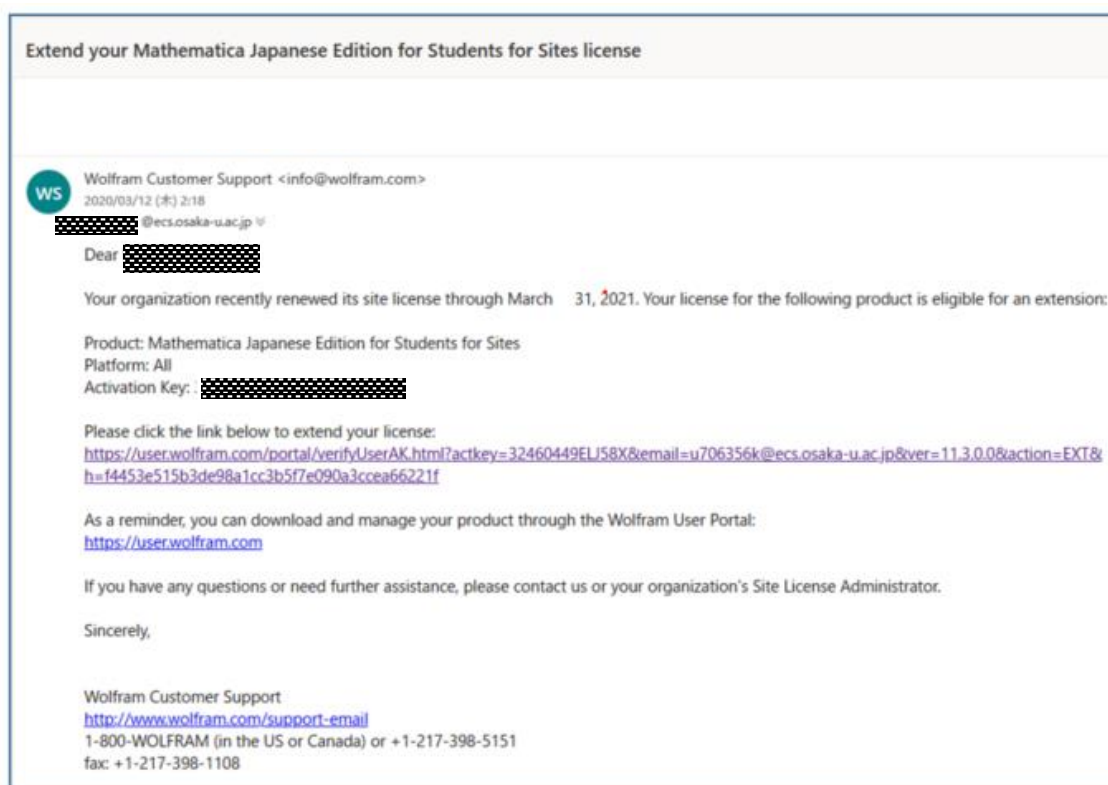 Extend your Mathematica Japanese Edition for Students for Sites license
WS
Wolfram Customer Support <info@wolfram.com>
2020/03/12 (木) 2:18
@ecs.osaka-u.ac.jp
Dear
Your organization recently renewed its site license through March 31, 2021. Your license for the following product is eligible for an extension:
Product: Mathematica Japanese Edition for Students for Sites
Platform: All
Activation Key:
Please click the link below to extend your license:
https://user.wolfram.com/portal/verifyUserAK.html?actkey=32460449ELJ58X&email=u706356k@ecs.osaka-u.ac.jp&ver=11.3.0.0&action=EXT&
h=f4453e515b3de98a1cc3b5f7e090a3ccea66221f
As a reminder, you can download and manage your product through the Wolfram User Portal:
https://user.wolfram.com
If you have any questions or need further assistance, please contact us or your organization's Site License Administrator.
Sincerely,
Wolfram Customer Support
http://www.wolfram.com/support-email
1-800-WOLFRAM (in the US or Canada) or +1-217-398-5151
fax: +1-217-398-1108